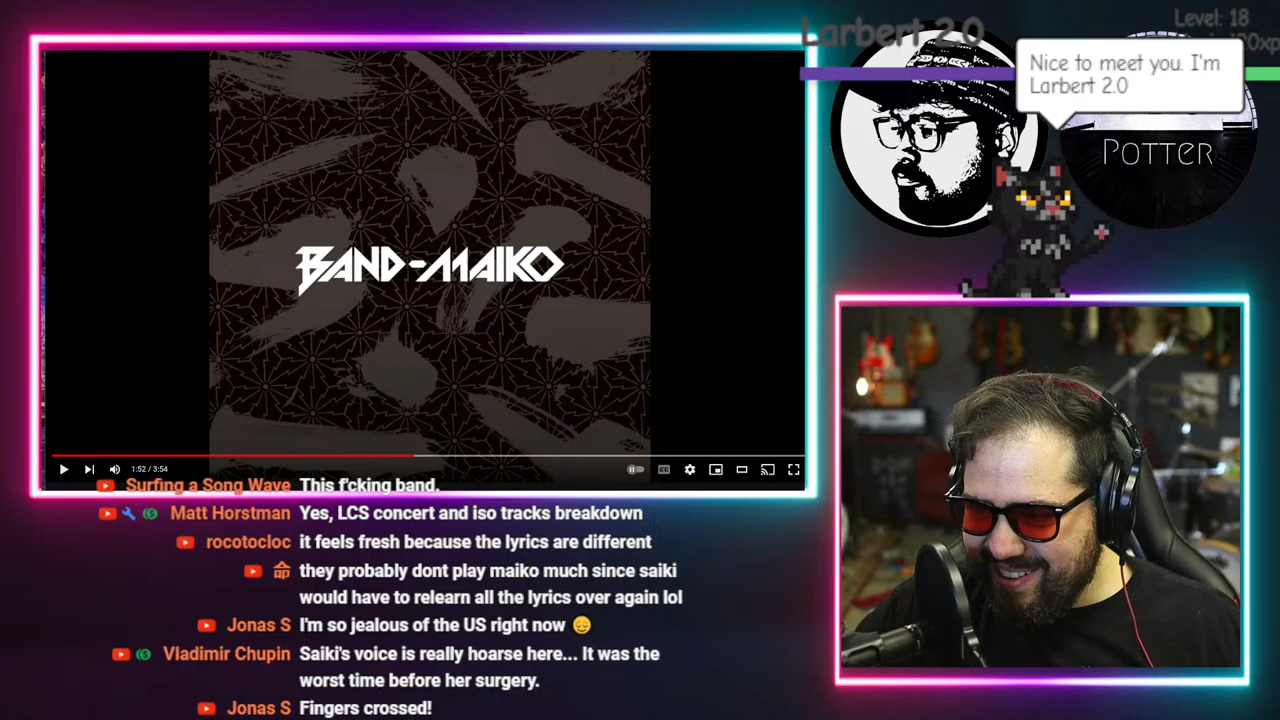 Larbert 2.0
Level: 18
Nice to meet you. I'm
Larbert 2.0
POTTER
BAND-MAIKO
1:52 / 3:54
CC
Surfing a Song Wave This f'cking band.
Matt Horstman Yes, LCS concert and iso tracks breakdown
rocotocloc it feels fresh because the lyrics are different
命 they probably dont play maiko much since saiki
would have to relearn all the lyrics over again lol
Jonas S I'm so jealous of the US right now 😔
Vladimir Chupin Saiki's voice is really hoarse here... It was the
worst time before her surgery.
Jonas S Fingers crossed!